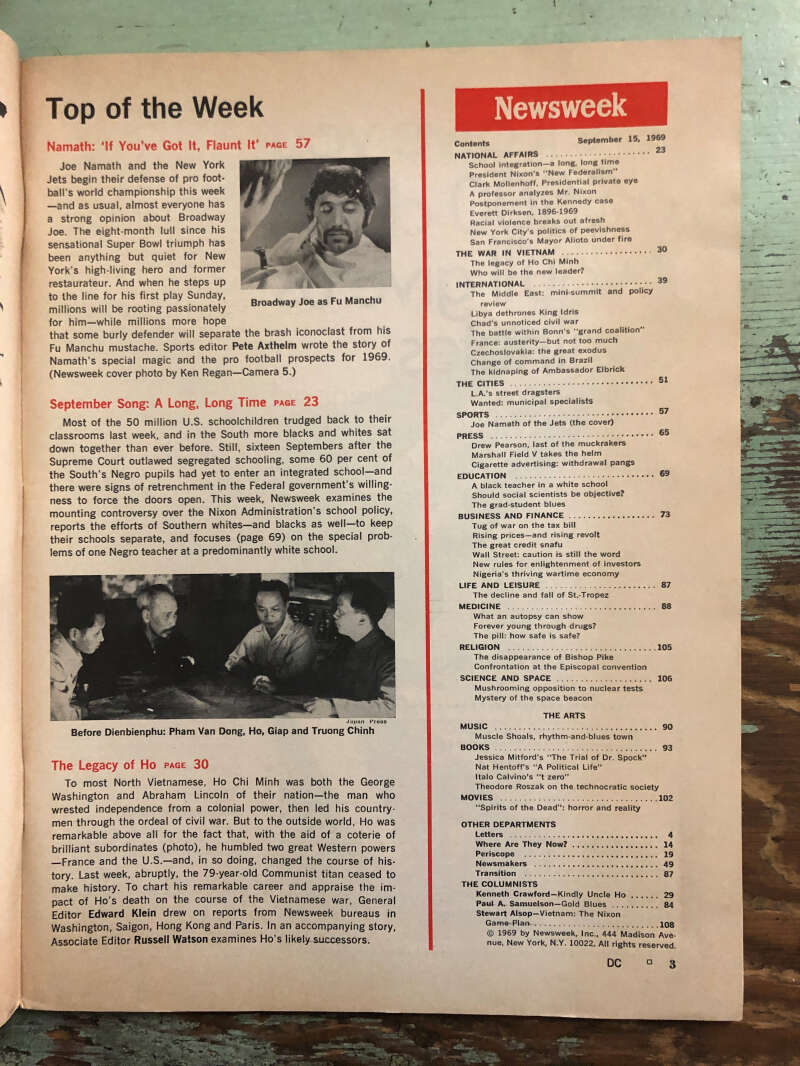 Top of the Week
Namath: ‘If You've Got It, Flaunt It’ PAGE 57
Joe Namath and the New York
Jets begin their defense of pro foot-
ball's world championship this week
—and as usual, almost everyone has
a strong opinion about Broadway
Joe. The eight-month lull since his
sensational Super Bowl triumph has
been anything but quiet for New
York's high-living hero and former
restaurateur. And when he steps up
to the line for his first play Sunday,
millions will be rooting passionately
for him—while millions more hope
that some burly defender will separate the brash iconoclast from his
Fu Manchu mustache. Sports editor Pete Axthelm wrote the story of
Namath's special magic and the pro football prospects for 1969.
(Newsweek cover photo by Ken Regan—Camera 5.)
Broadway Joe as Fu Manchu
September Song: A Long, Long Time PAGE 23
Most of the 50 million U.S. schoolchildren trudged back to their
classrooms last week, and in the South more blacks and whites sat
down together than ever before. Still, sixteen Septembers after the
Supreme Court outlawed segregated schooling, some 60 per cent of
the South's Negro pupils had yet to enter an integrated school—and
there were signs of retrenchment in the Federal government's willing-
ness to force the doors open. This week, Newsweek examines the
mounting controversy over the Nixon Administration's school policy,
reports the efforts of Southern whites—and blacks as well—to keep
their schools separate, and focuses (page 69) on the special prob-
lems of one Negro teacher at a predominantly white school.
Japan Press
Before Dienbienphu: Pham Van Dong, Ho, Giap and Truong Chinh
The Legacy of Ho PAGE 30
To most North Vietnamese, Ho Chi Minh was both the George
Washington and Abraham Lincoln of their nation—the man who
wrested independence from a colonial power, then led his country-
men through the ordeal of civil war. But to the outside world, Ho was
remarkable above all for the fact that, with the aid of a coterie of
brilliant subordinates (photo), he humbled two great Western powers
—France and the U.S.—and, in so doing, changed the course of his-
tory. Last week, abruptly, the 79-year-old Communist titan ceased to
make history. To chart his remarkable career and appraise the im-
pact of Ho's death on the course of the Vietnamese war, General
Editor Edward Klein drew on reports from Newsweek bureaus in
Washington, Saigon, Hong Kong and Paris. In an accompanying story,
Associate Editor Russell Watson examines Ho's likely successors.
Newsweek
Contents September 15, 1969
NATIONAL AFFAIRS ..................... 23
School integration—a long, long time
President Nixon's "New Federalism"
Clark Mollenhoff, Presidential private eye
A professor analyzes Mr. Nixon
Postponement in the Kennedy case
Everett Dirksen, 1896-1969
Racial violence breaks out afresh
New York City's politics of peevishness
San Francisco's Mayor Alioto under fire
THE WAR IN VIETNAM .................. 30
The legacy of Ho Chi Minh
Who will be the new leader?
INTERNATIONAL ........................ 39
The Middle East: mini-summit and policy
review
Libya dethrones King Idris
Chad's unnoticed civil war
The battle within Bonn's "grand coalition"
France: austerity—but not too much
Czechoslovakia: the great exodus
Change of command in Brazil
The kidnaping of Ambassador Elbrick
THE CITIES ............................. 51
L.A.'s street dragsters
Wanted: municipal specialists
SPORTS ................................ 57
Joe Namath of the Jets (the cover)
PRESS ................................. 65
Drew Pearson, last of the muckrakers
Marshall Field V takes the helm
Cigarette advertising: withdrawal pangs
EDUCATION ............................ 69
A black teacher in a white school
Should social scientists be objective?
The grad-student blues
BUSINESS AND FINANCE ................. 73
Tug of war on the tax bill
Rising prices—and rising revolt
The great credit snafu
Wall Street: caution is still the word
New rules for enlightenment of investors
Nigeria's thriving wartime economy
LIFE AND LEISURE ...................... 87
The decline and fall of St.-Tropez
MEDICINE .............................. 88
What an autopsy can show
Forever young through drugs?
The pill: how safe is safe?
RELIGION ..............................105
The disappearance of Bishop Pike
Confrontation at the Episcopal convention
SCIENCE AND SPACE ................... 106
Mushrooming opposition to nuclear tests
Mystery of the space beacon
THE ARTS
MUSIC ................................. 90
Muscle Shoals, rhythm-and-blues town
BOOKS ................................. 93
Jessica Mitford's "The Trial of Dr. Spock"
Nat Hentoff's "A Political Life"
Italo Calvino's "t zero"
Theodore Roszak on the technocratic society
MOVIES ................................102
"Spirits of the Dead": horror and reality
OTHER DEPARTMENTS
Letters .............................. 4
Where Are They Now? ................. 14
Periscope ........................... 19
Newsmakers .......................... 49
Transition ........................... 87
THE COLUMNISTS
Kenneth Crawford—Kindly Uncle Ho ...... 29
Paul A. Samuelson—Gold Blues .......... 84
Stewart Alsop—Vietnam: The Nixon
Game-Plan..........................108
© 1969 by Newsweek, Inc., 444 Madison Ave-
nue, New York, N.Y. 10022. All rights reserved.
DC □ 3